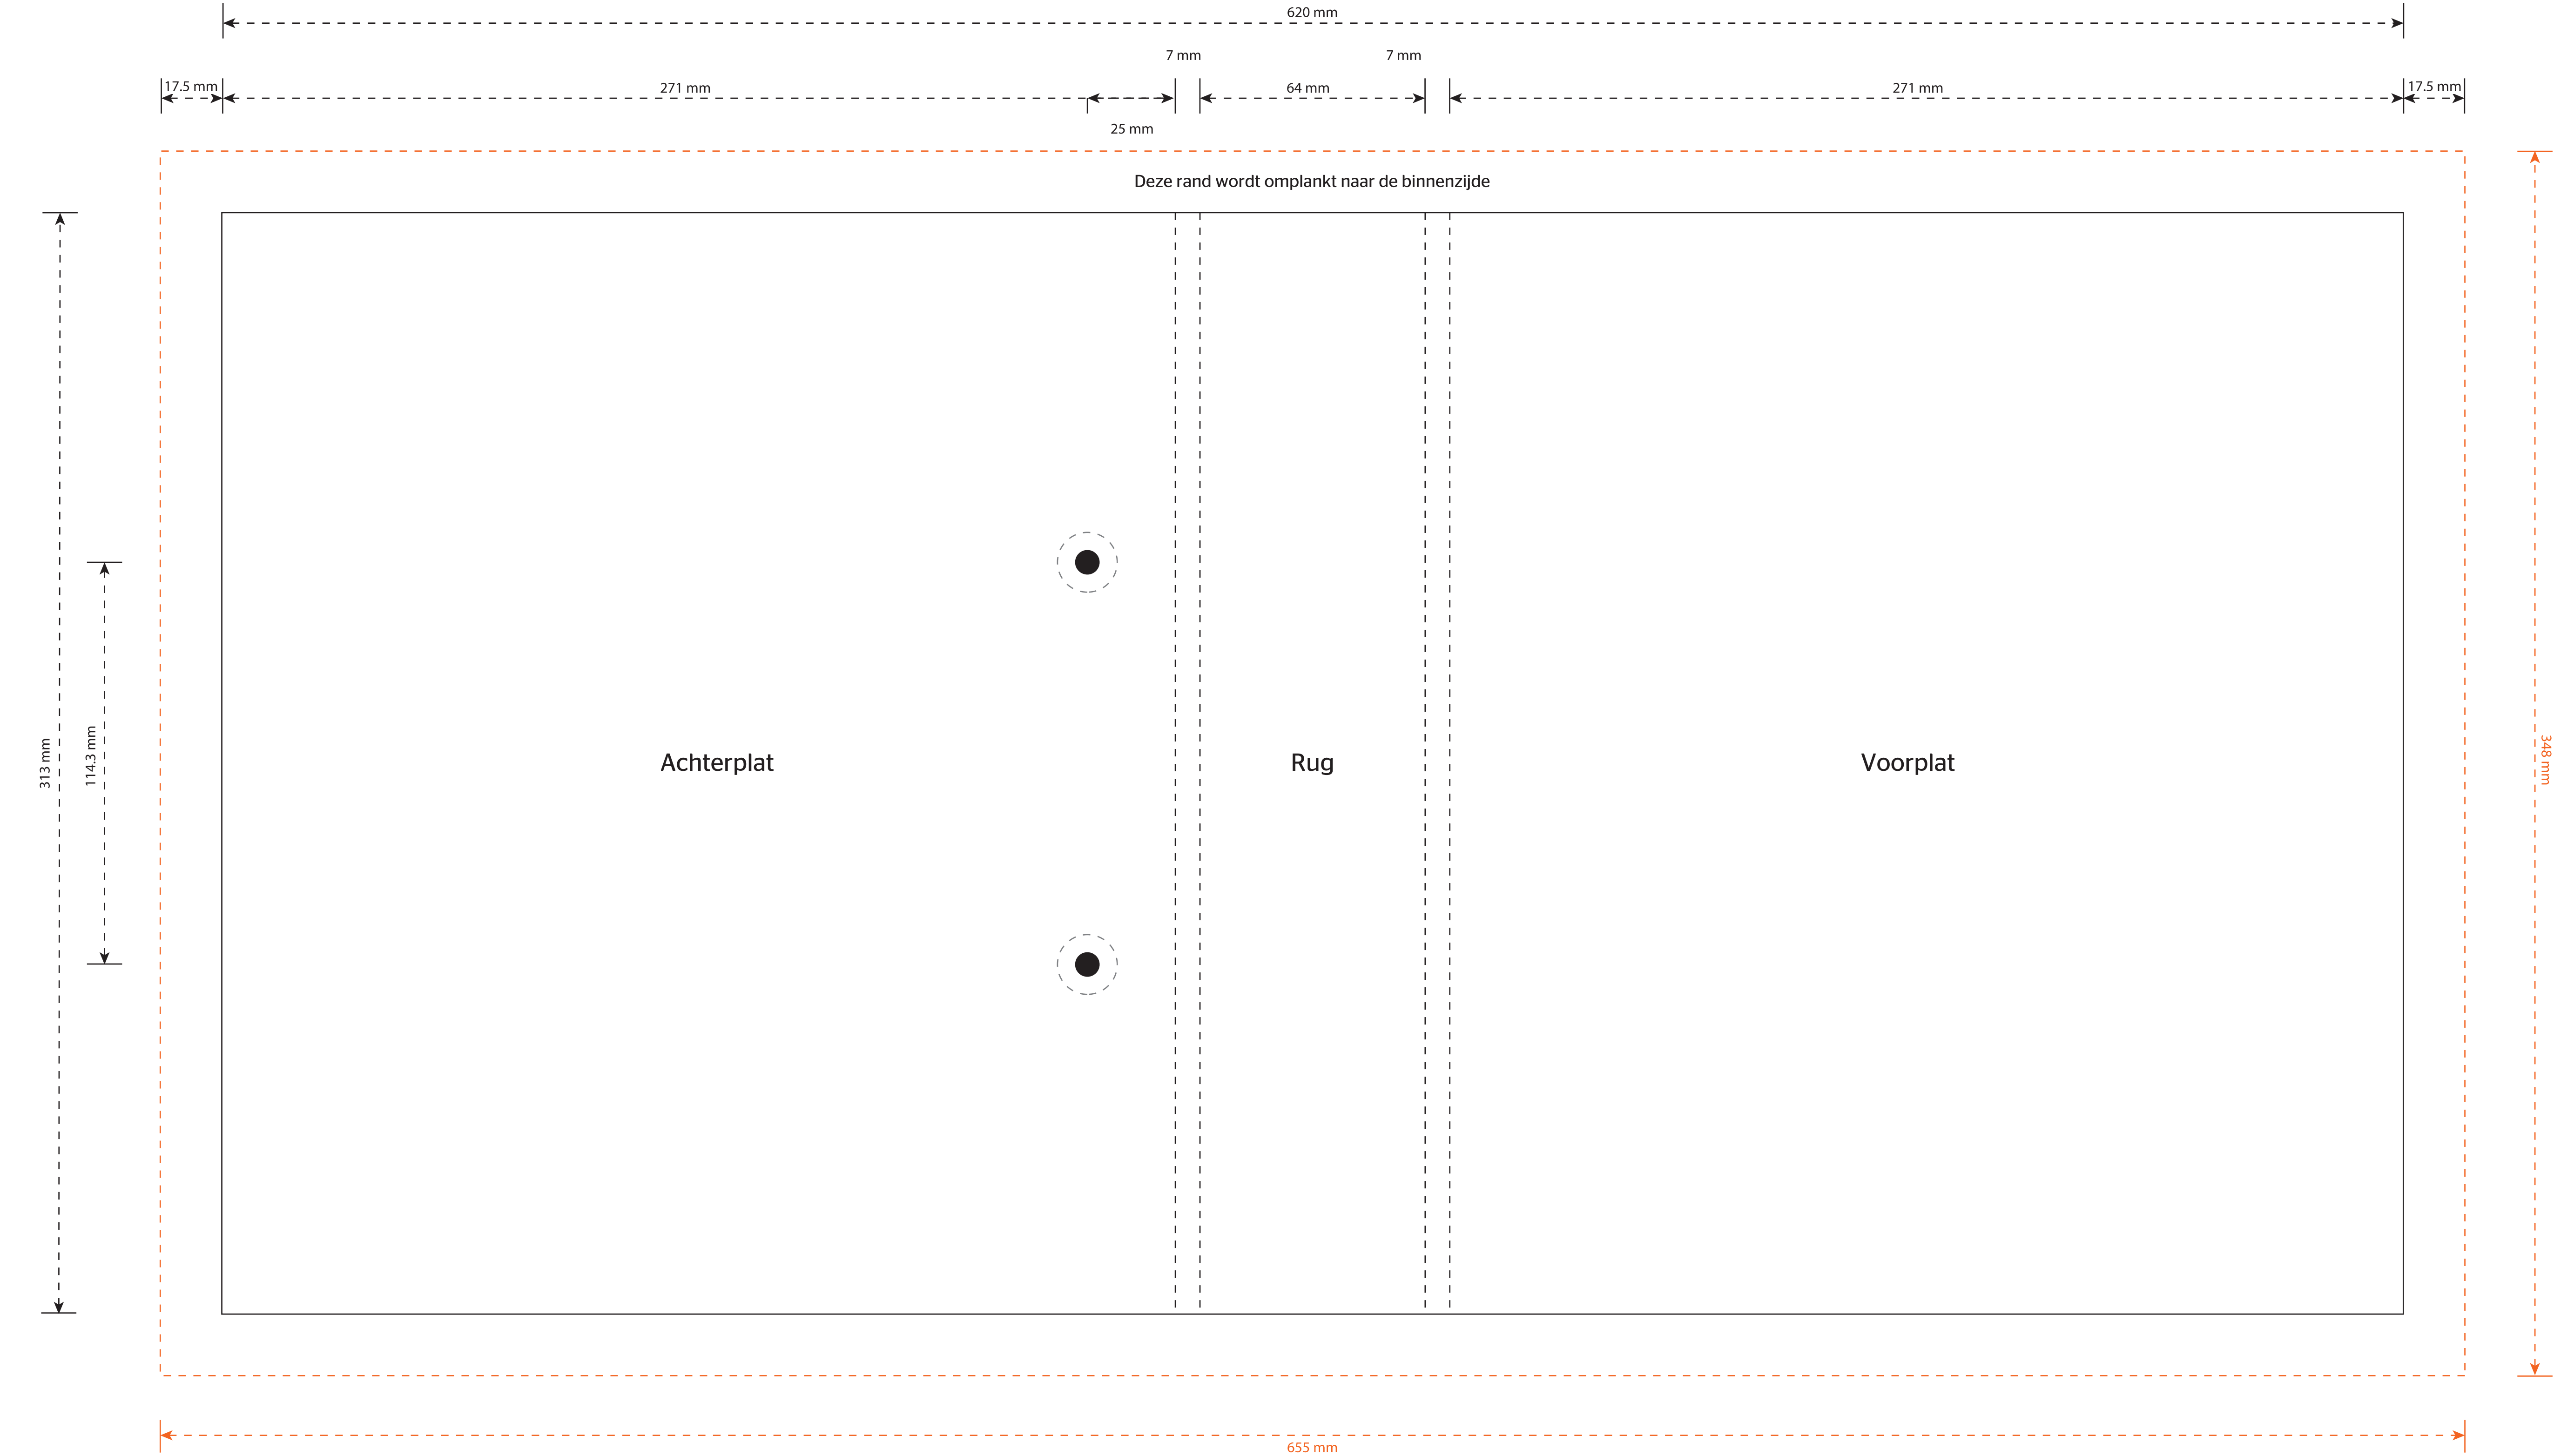 620 mm
7 mm
7 mm
17.5 mm
271 mm
64 mm
271 mm
17.5 mm
25 mm
Deze rand wordt omplankt naar de binnenzijde
313 mm
114.3 mm
Achterplat
Rug
Voorplat
348 mm
655 mm